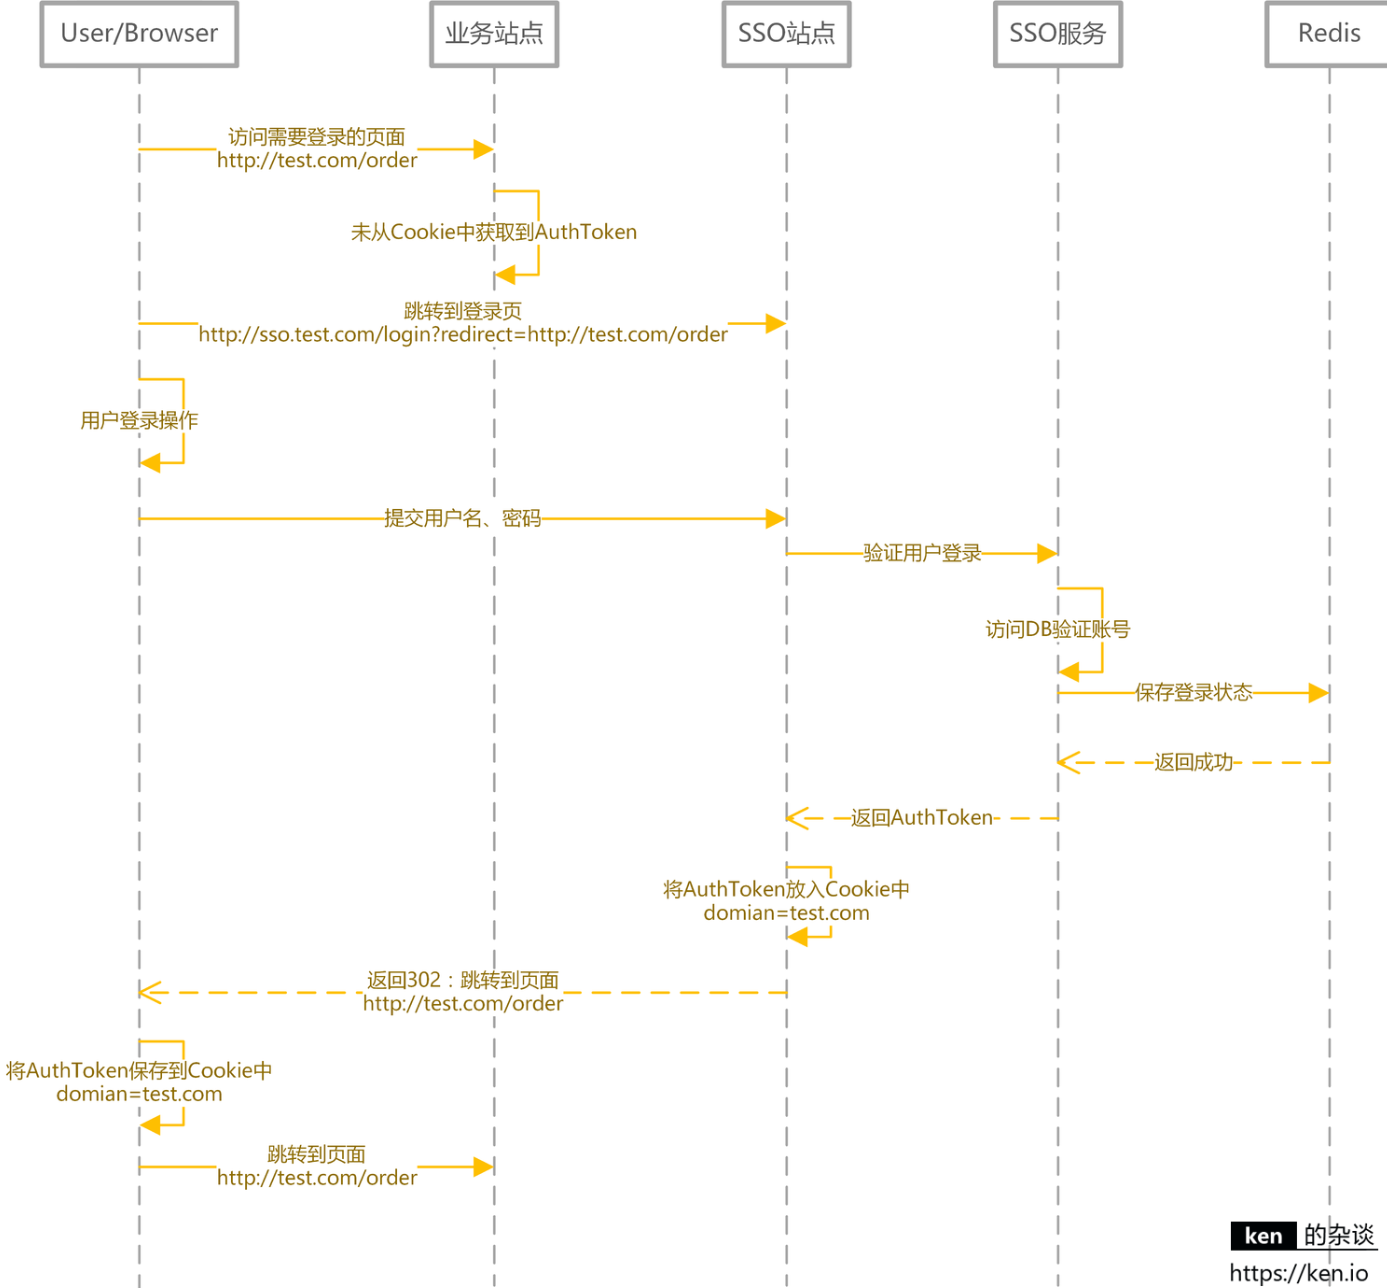 User/Browser
业务站点
SSO站点
SSO服务
Redis
访问需要登录的页面
http://test.com/order
未从Cookie中获取到AuthToken
跳转到登录页
http://sso.test.com/login?redirect=http://test.com/order
用户登录操作
提交用户名、密码
验证用户登录
访问DB验证账号
保存登录状态
返回成功
返回AuthToken
将AuthToken放入Cookie中
domian=test.com
返回302：跳转到页面
http://test.com/order
将AuthToken保存到Cookie中
domian=test.com
跳转到页面
http://test.com/order
ken 的杂谈
https://ken.io